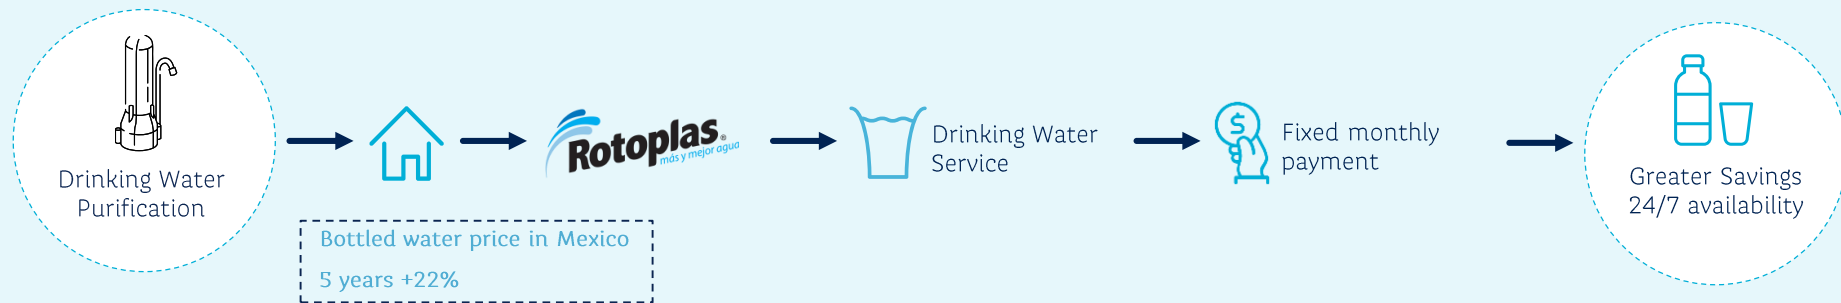 Drinking Water
Purification
Rotoplas®
más y mejor agua
Drinking Water
Service
$
Fixed monthly
payment
Greater Savings
24/7 availability
Bottled water price in Mexico
5 years +22%